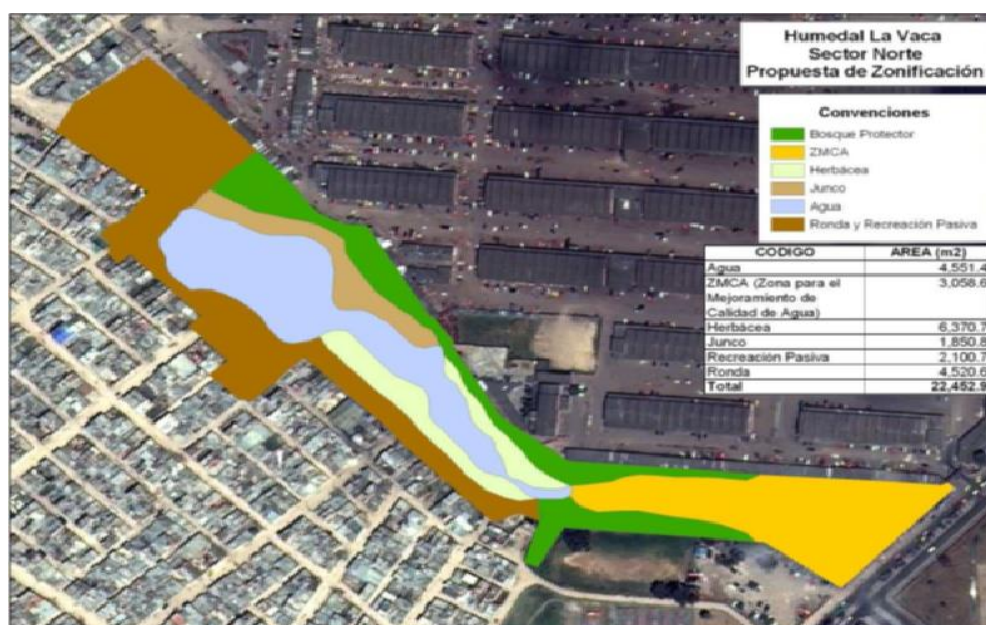 Humedal La Vaca
Sector Norte
Propuesta de Zonificación
Convenciones
Bosque Protector
ZMCA
Herbácea
Junco
Agua
Ronda y Recreación Pasiva
CODIGO AREA (m2)
Agua 4,551.4
ZMCA (Zona para el 3,058.6
Mejoramiento de
Calidad de Agua)
Herbácea 6,370.7
Junco 1,850.8
Recreación Pasiva 2,100.7
Ronda 4,520.6
Total 22,452.9